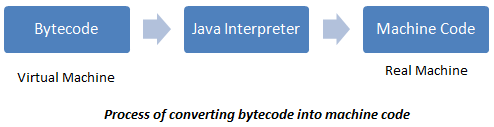 Bytecode
Java Interpreter
Machine Code
Virtual Machine
Real Machine
Process of converting bytecode into machine code